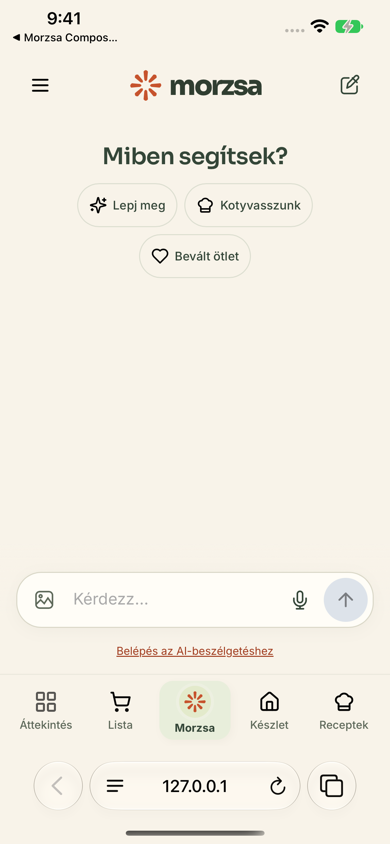 9:41
◀ Morzsa Compos...
morzsa
Miben segítsek?
Lepj meg
Kotyvasszunk
Bevált ötlet
Kérdezz...
Belépés az AI-beszélgetéshez
Áttekintés
Lista
Morzsa
Készlet
Receptek
127.0.0.1